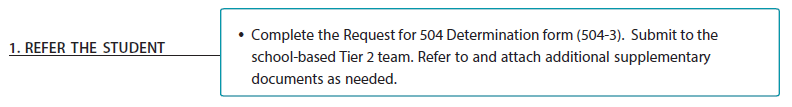 1. REFER THE STUDENT
• Complete the Request for 504 Determination form (504-3). Submit to the
school-based Tier 2 team. Refer to and attach additional supplementary
documents as needed.